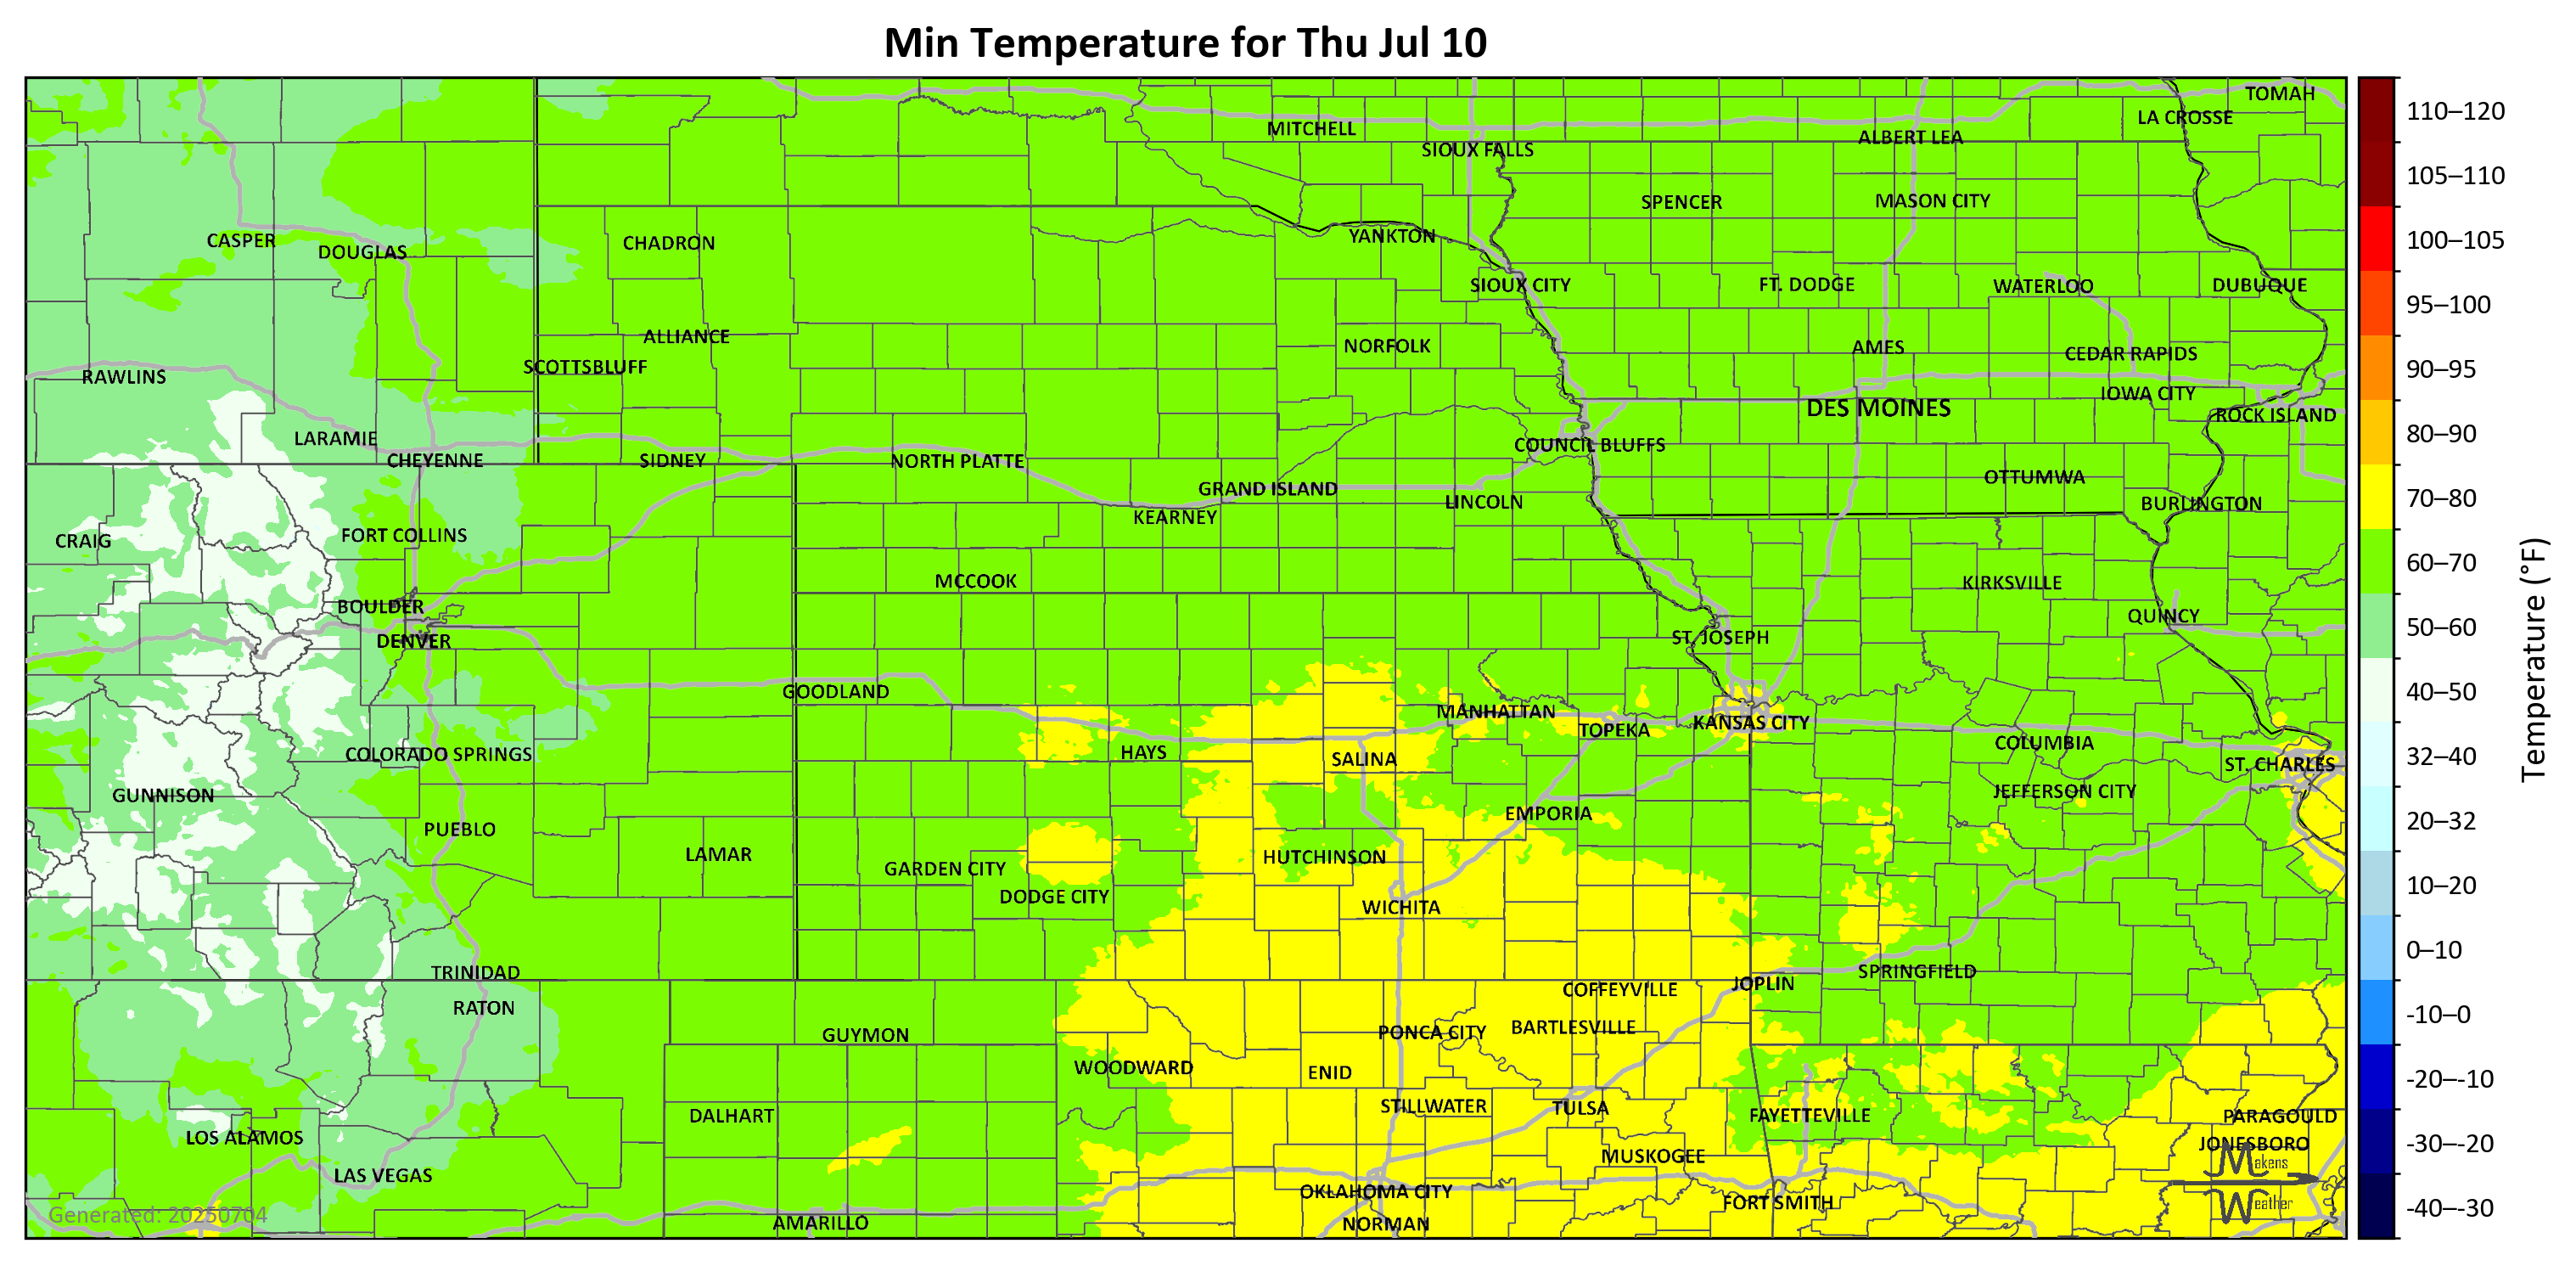 Min Temperature for Thu Jul 10
TOMAH
LA CROSSE
MITCHELL
ALBERT LEA
SIOUX FALLS
SPENCER
MASON CITY
YANKTON
CASPER
CHADRON
DOUGLAS
SIOUX CITY
FT. DODGE
WATERLOO
DUBUQUE
ALLIANCE
NORFOLK
AMES
CEDAR RAPIDS
SCOTTSBLUFF
RAWLINS
IOWA CITY
DES MOINES
ROCK ISLAND
LARAMIE
COUNCIL BLUFFS
CHEYENNE
SIDNEY
NORTH PLATTE
OTTUMWA
GRAND ISLAND
LINCOLN
BURLINGTON
KEARNEY
FORT COLLINS
CRAIG
MCCOOK
KIRKSVILLE
BOULDER
QUINCY
DENVER
ST. JOSEPH
GOODLAND
MANHATTAN
KANSAS CITY
TOPEKA
COLUMBIA
HAYS
COLORADO SPRINGS
SALINA
ST. CHARLES
JEFFERSON CITY
GUNNISON
EMPORIA
PUEBLO
LAMAR
HUTCHINSON
GARDEN CITY
DODGE CITY
WICHITA
TRINIDAD
SPRINGFIELD
JOPLIN
COFFEYVILLE
RATON
BARTLESVILLE
PONCA CITY
GUYMON
WOODWARD
ENID
STILLWATER
TULSA
DALHART
FAYETTEVILLE
PARAGOULD
LOS ALAMOS
JONESBORO
MUSKOGEE
LAS VEGAS
OKLAHOMA CITY
FORT SMITH
AMARILLO
NORMAN
Generated: 20250704
Makens
Weather
110–120
105–110
100–105
95–100
90–95
80–90
70–80
60–70
50–60
40–50
32–40
20–32
10–20
0–10
-10–0
-20–-10
-30–-20
-40–-30
Temperature (°F)